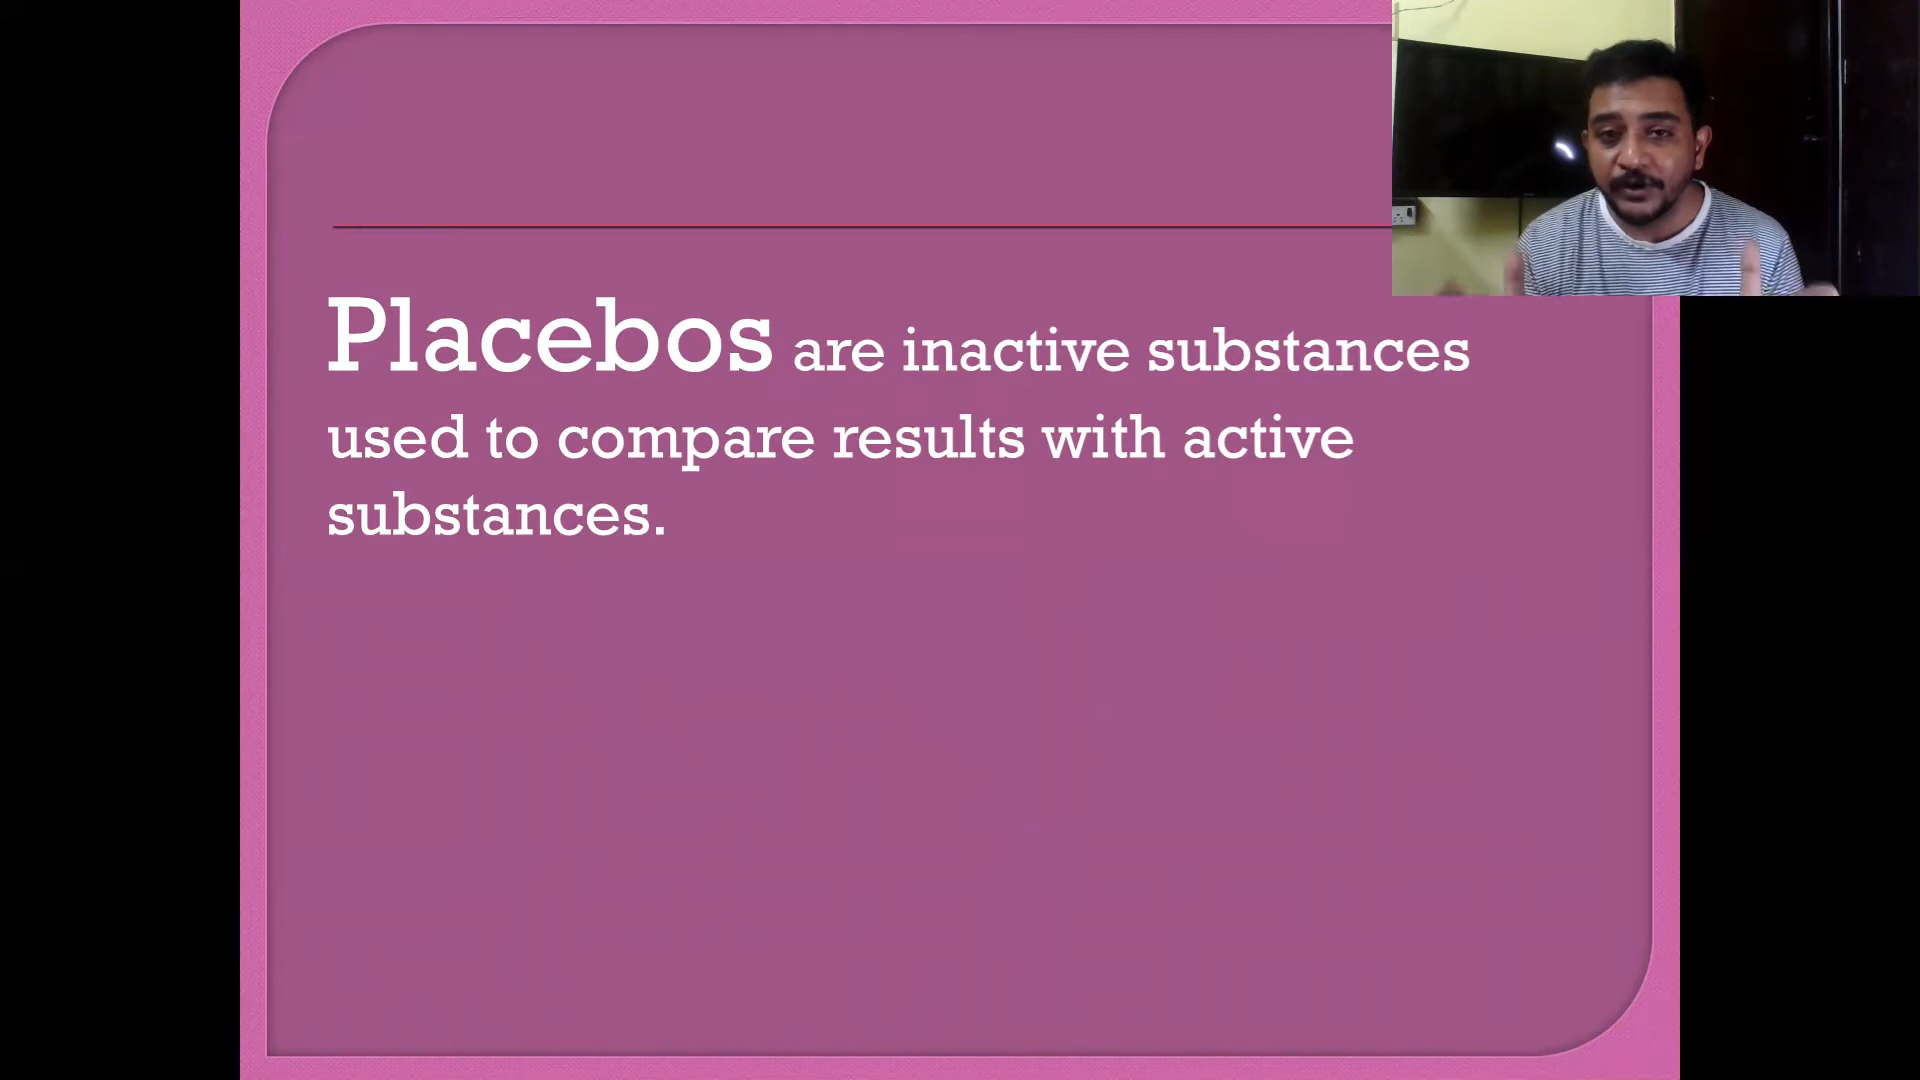 Placebos are inactive substances
used to compare results with active
substances.